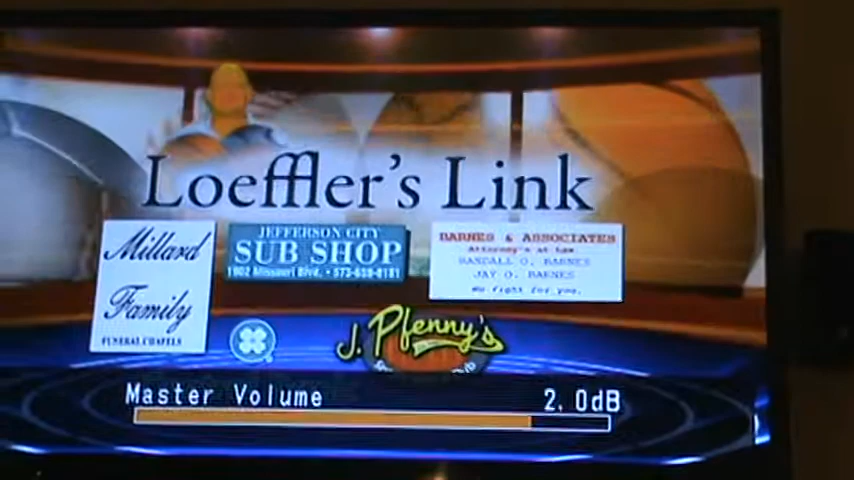 Loeffler's Link
Millard
Family
FUNERAL CHAPELS
JEFFERSON CITY
SUB SHOP
1902 Missouri Blvd. • 573-638-8181
BARNES & ASSOCIATES
Attorney's at Law
RANDALL O. BARNES
JAY O. BARNES
We fight for you.
J. Pfenny's
Master Volume 2.0dB